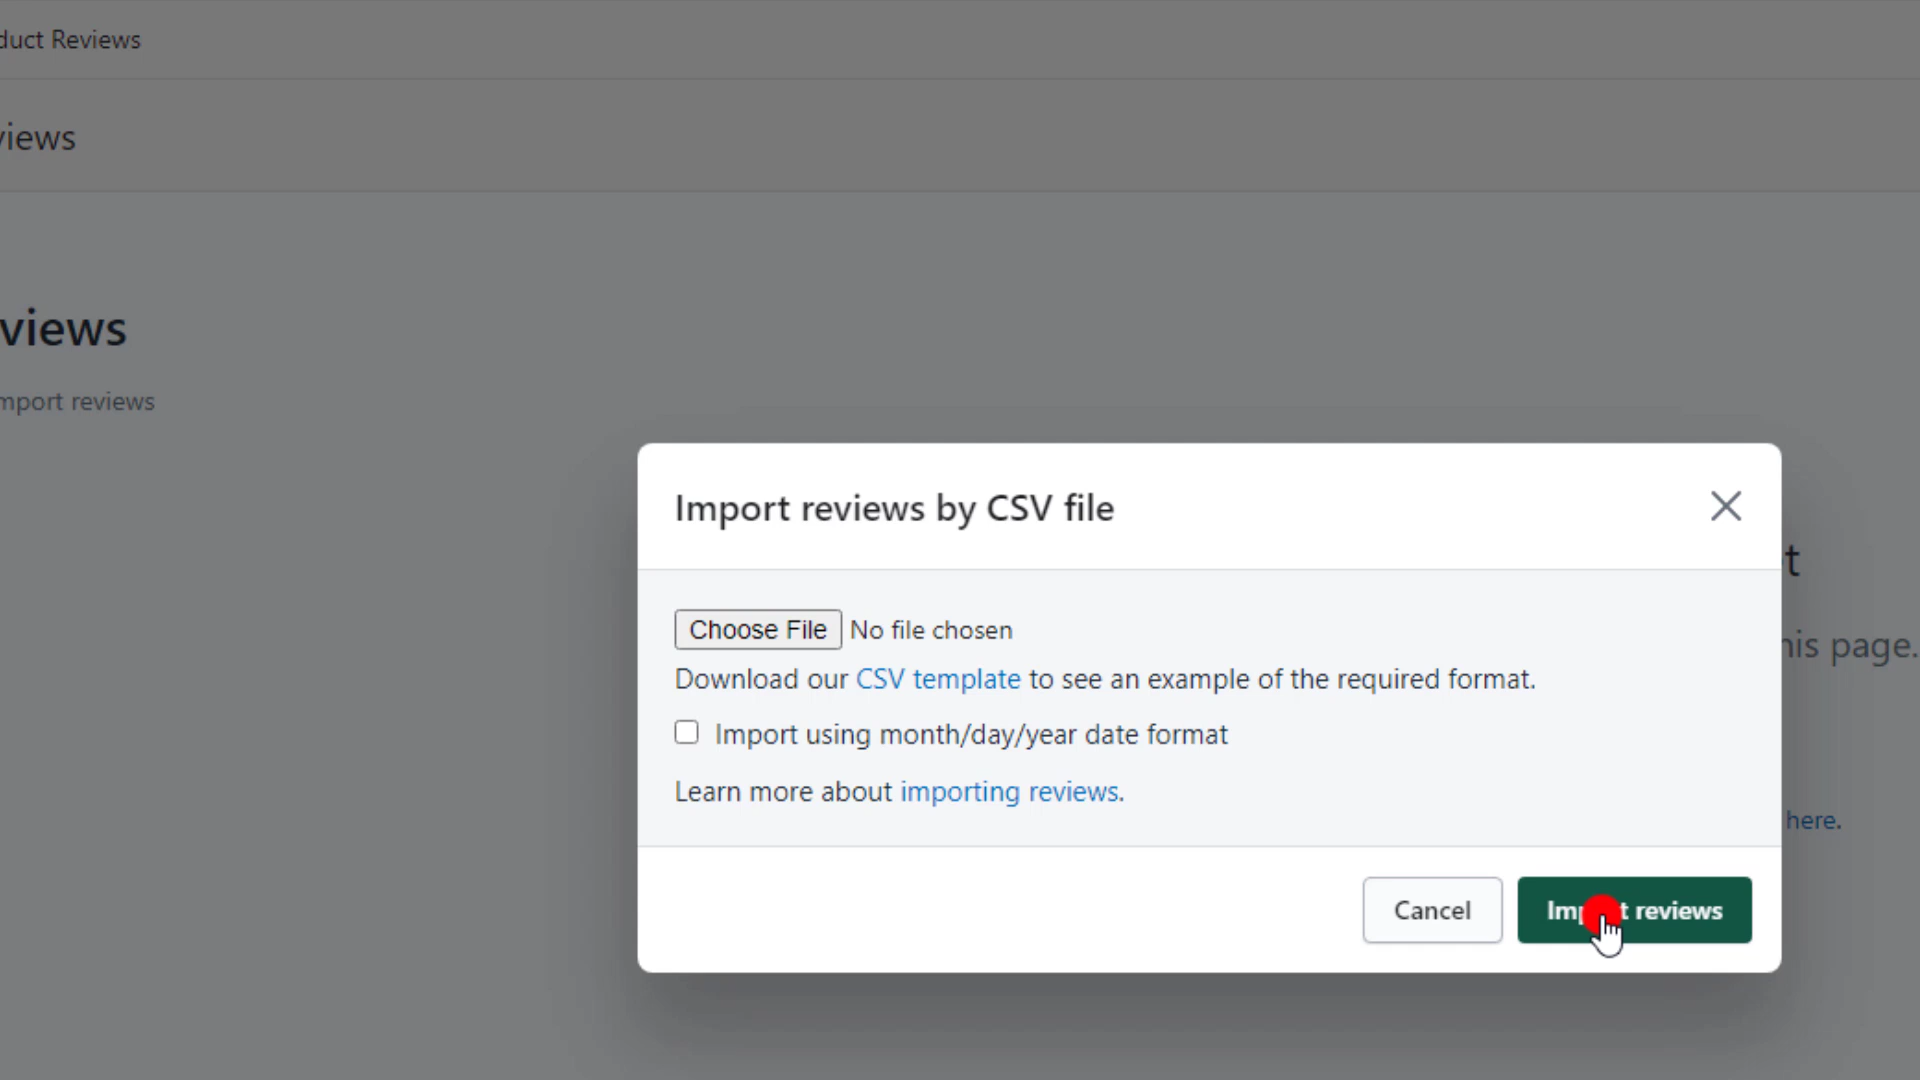 duct Reviews
views
views
mport reviews
Import reviews by CSV file
t
Choose File No file chosen
his page.
Download our CSV template to see an example of the required format.
Import using month/day/year date format
Learn more about importing reviews.
here.
Cancel
reviews